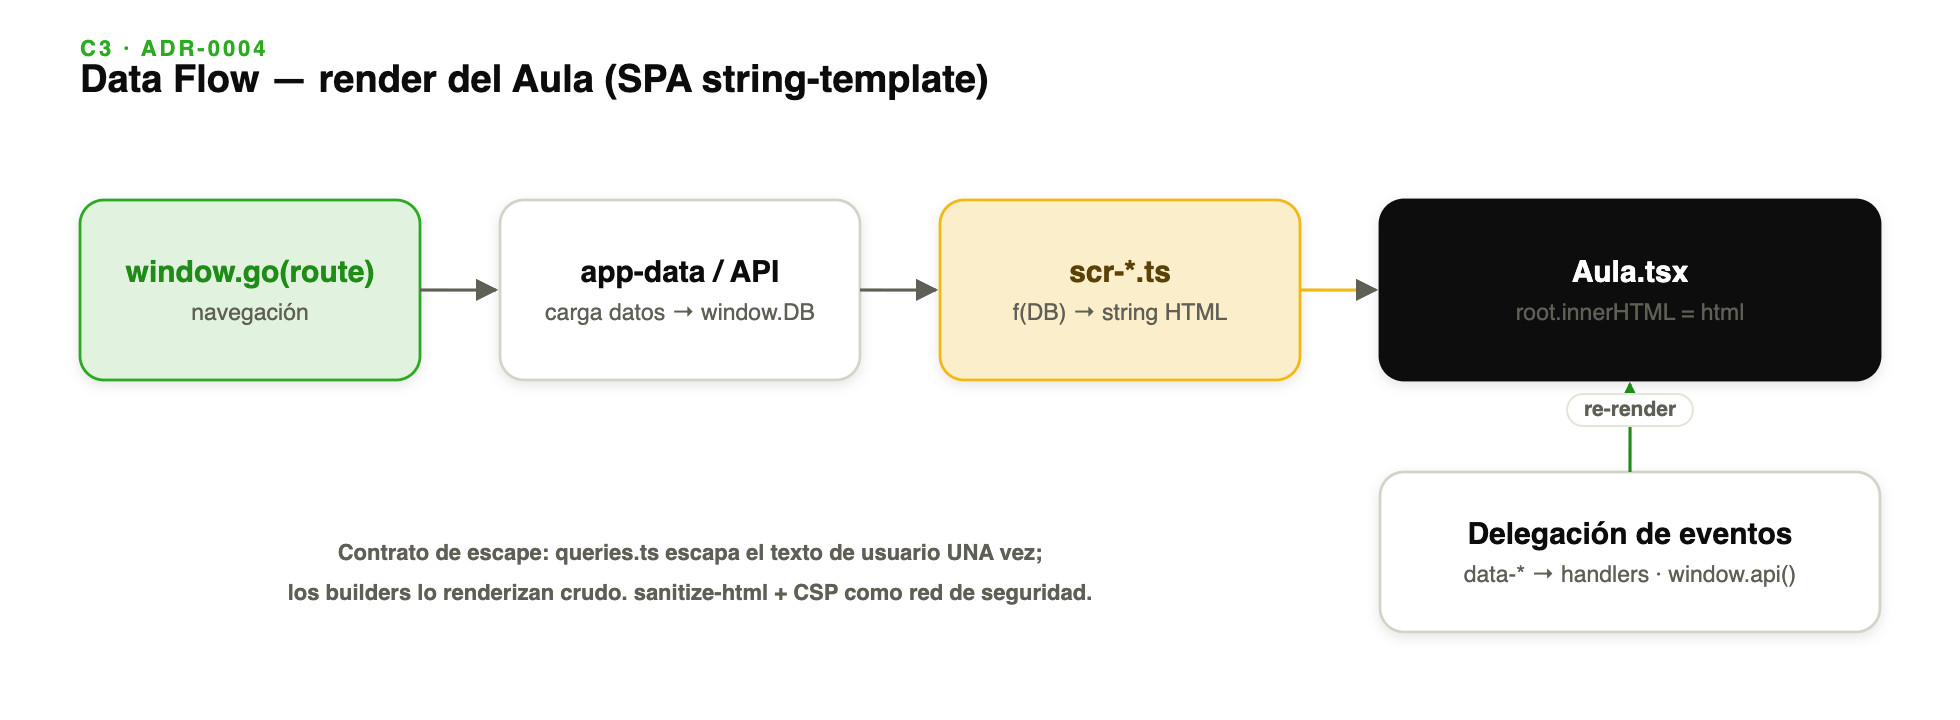 C3 · ADR-0004
Data Flow — render del Aula (SPA string-template)
window.go(route)
navegación
app-data / API
carga datos → window.DB
scr-*.ts
f(DB) → string HTML
Aula.tsx
root.innerHTML = html
re-render
Delegación de eventos
data-* → handlers · window.api()
Contrato de escape: queries.ts escapa el texto de usuario UNA vez;
los builders lo renderizan crudo. sanitize-html + CSP como red de seguridad.